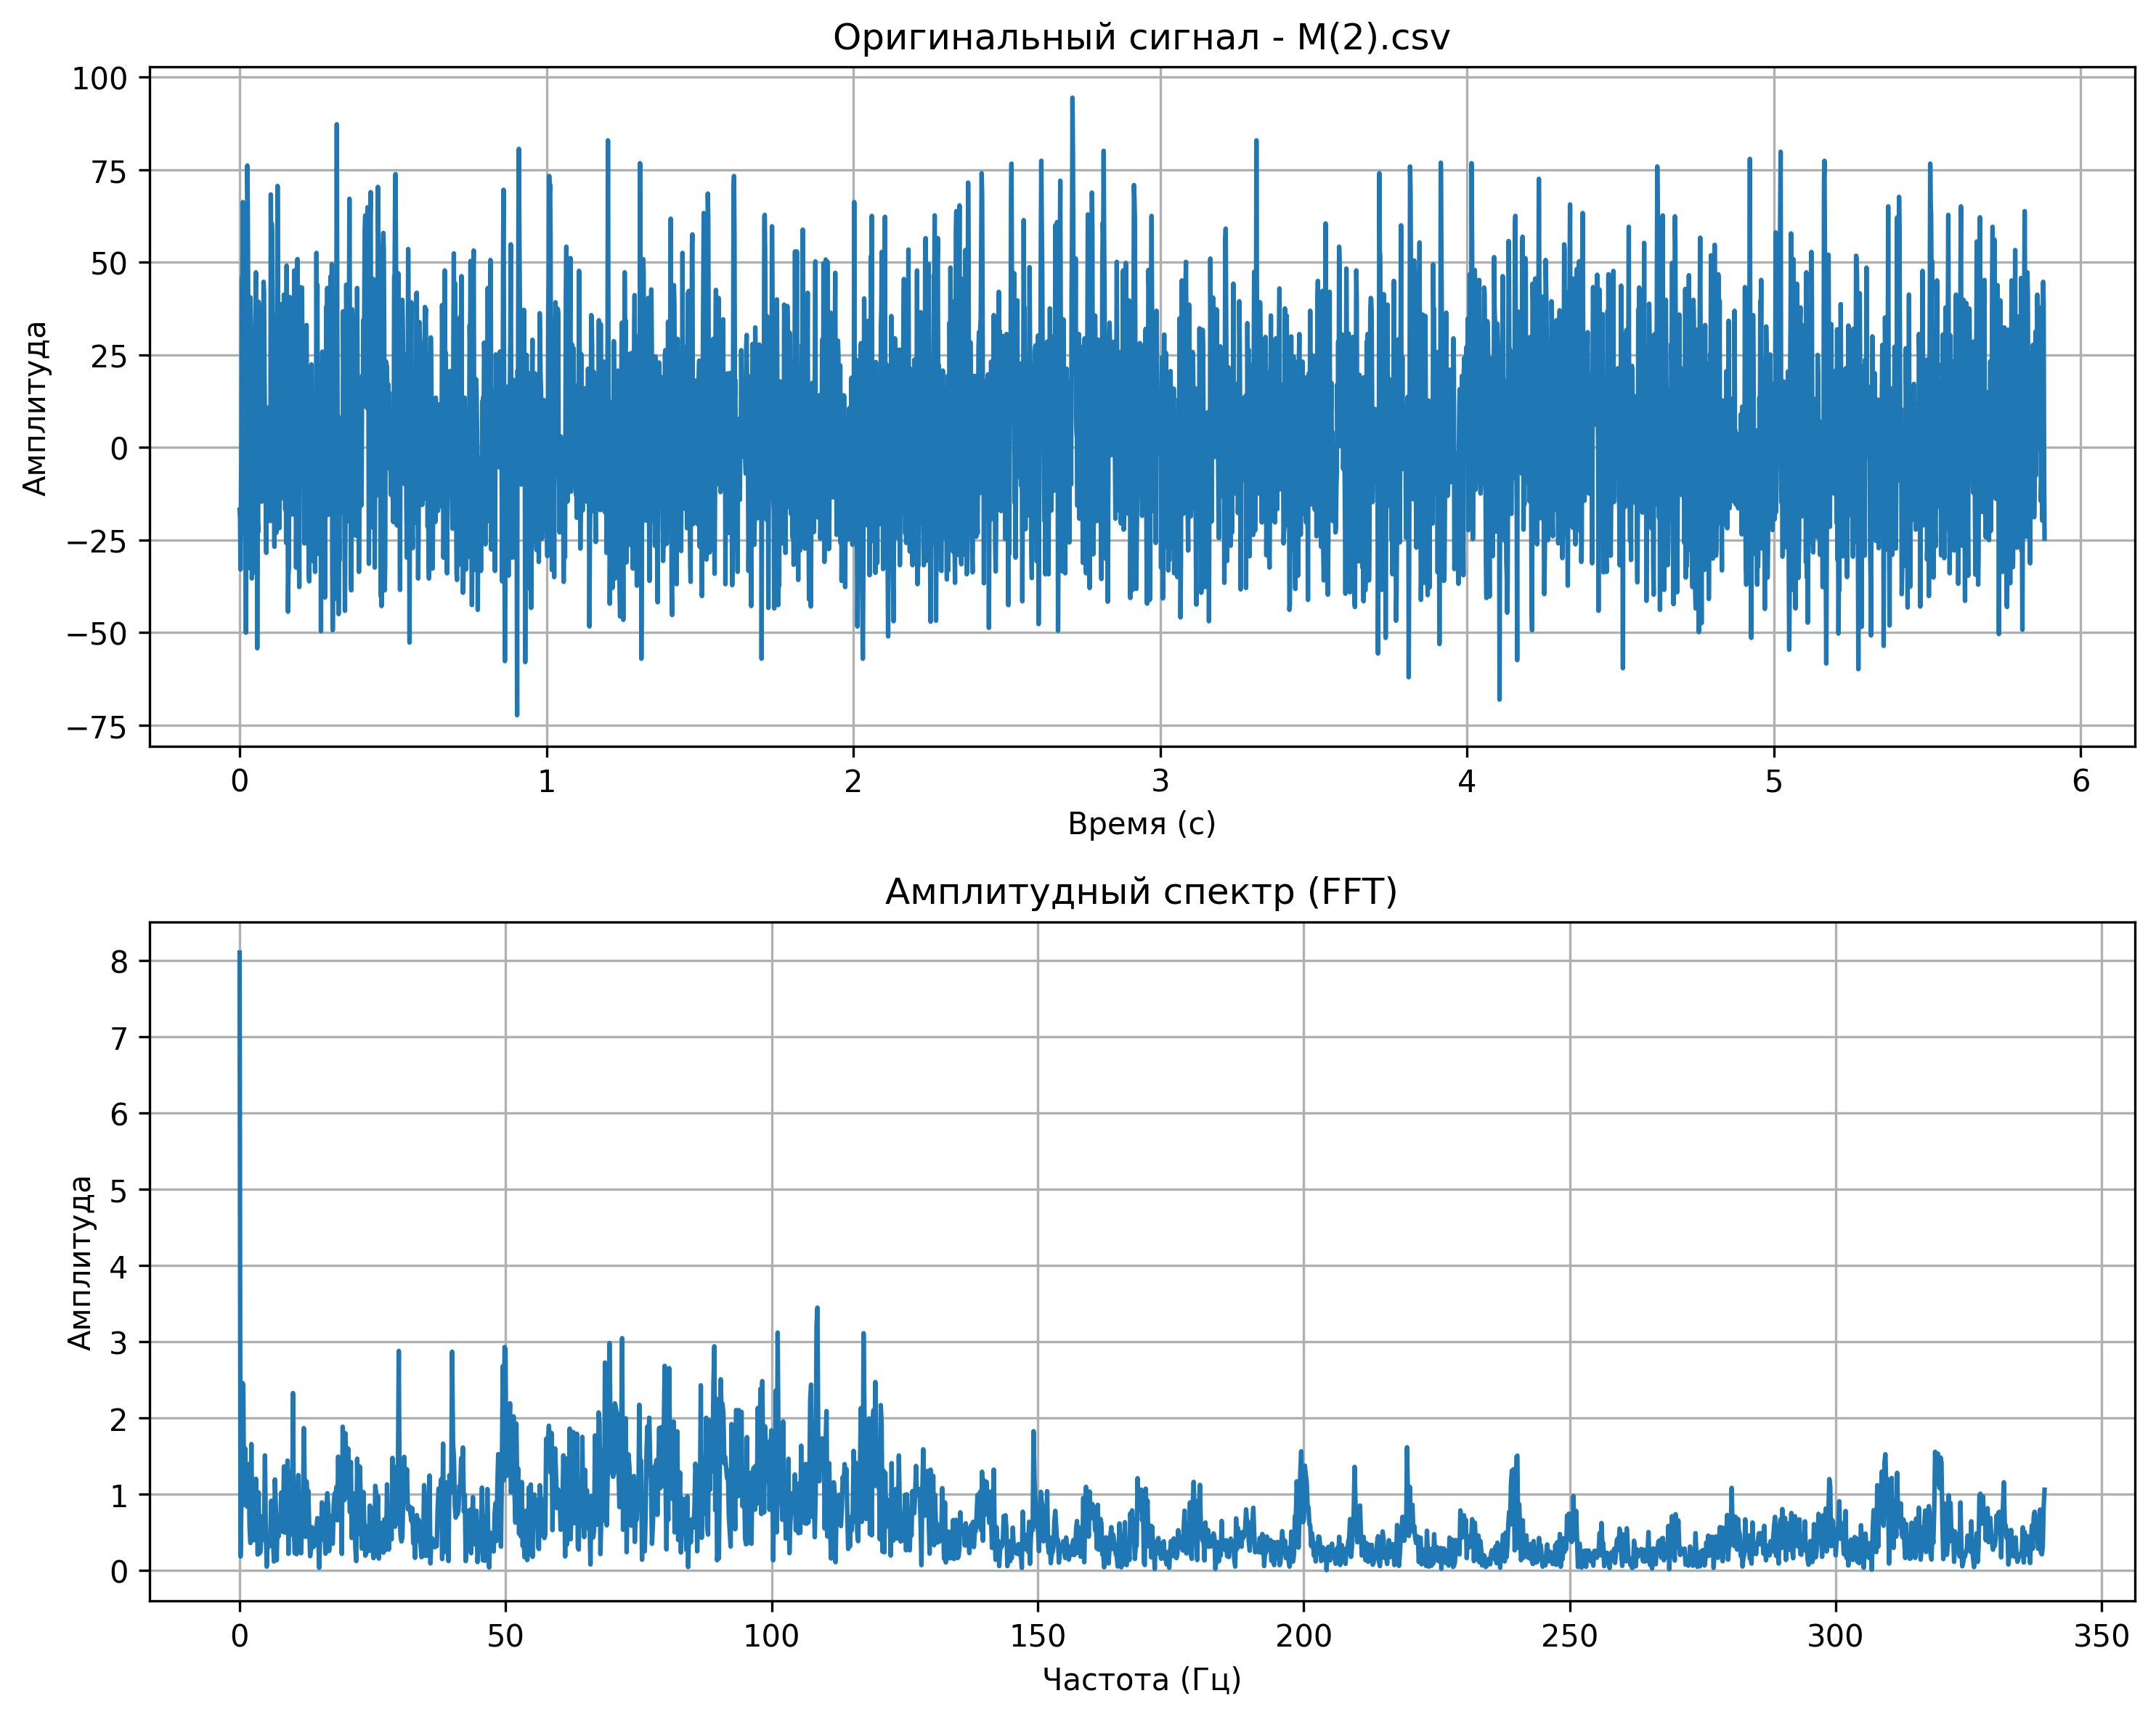 Оригинальный сигнал - M(2).csv
100
75
50
25
0
−25
−50
−75
Амплитуда
0 1 2 3 4 5 6
Время (с)
Амплитудный спектр (FFT)
8
7
6
5
4
3
2
1
0
Амплитуда
0 50 100 150 200 250 300 350
Частота (Гц)